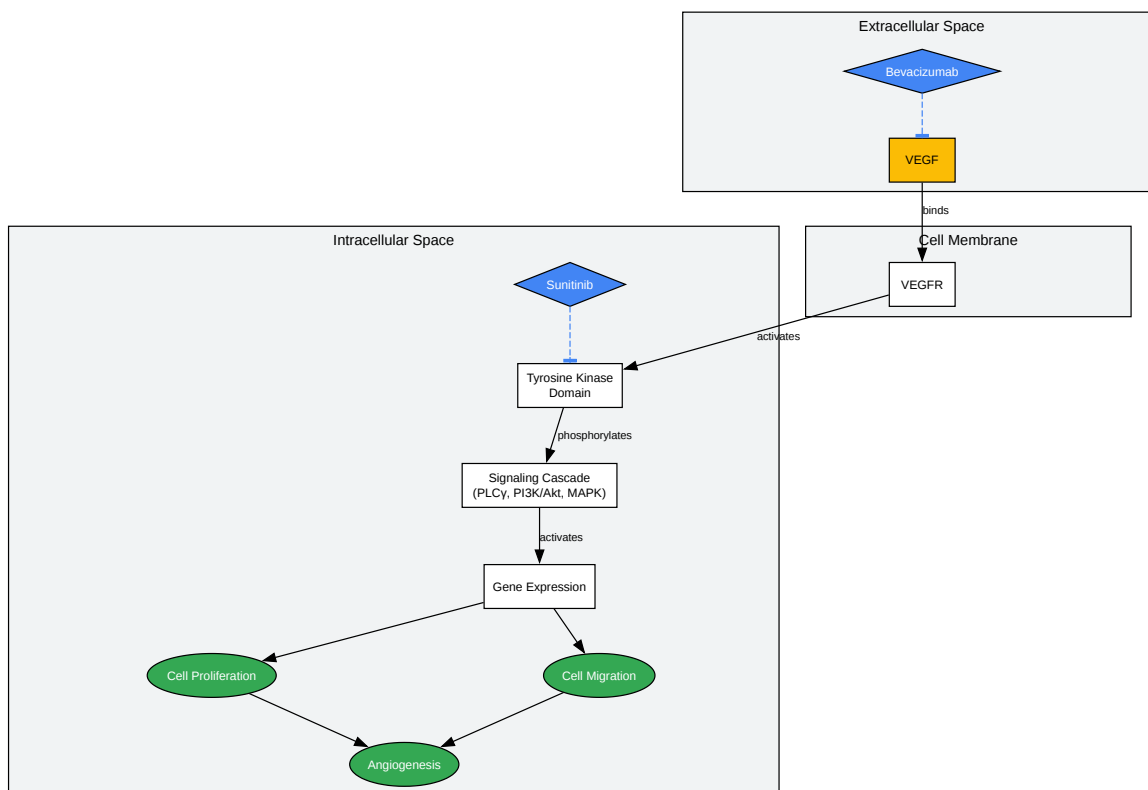 Extracellular Space
Bevacizumab
VEGF
binds
Cell Membrane
VEGFR
Intracellular Space
Sunitinib
activates
Tyrosine Kinase
Domain
phosphorylates
Signaling Cascade
(PLCγ, PI3K/Akt, MAPK)
activates
Gene Expression
Cell Proliferation
Cell Migration
Angiogenesis